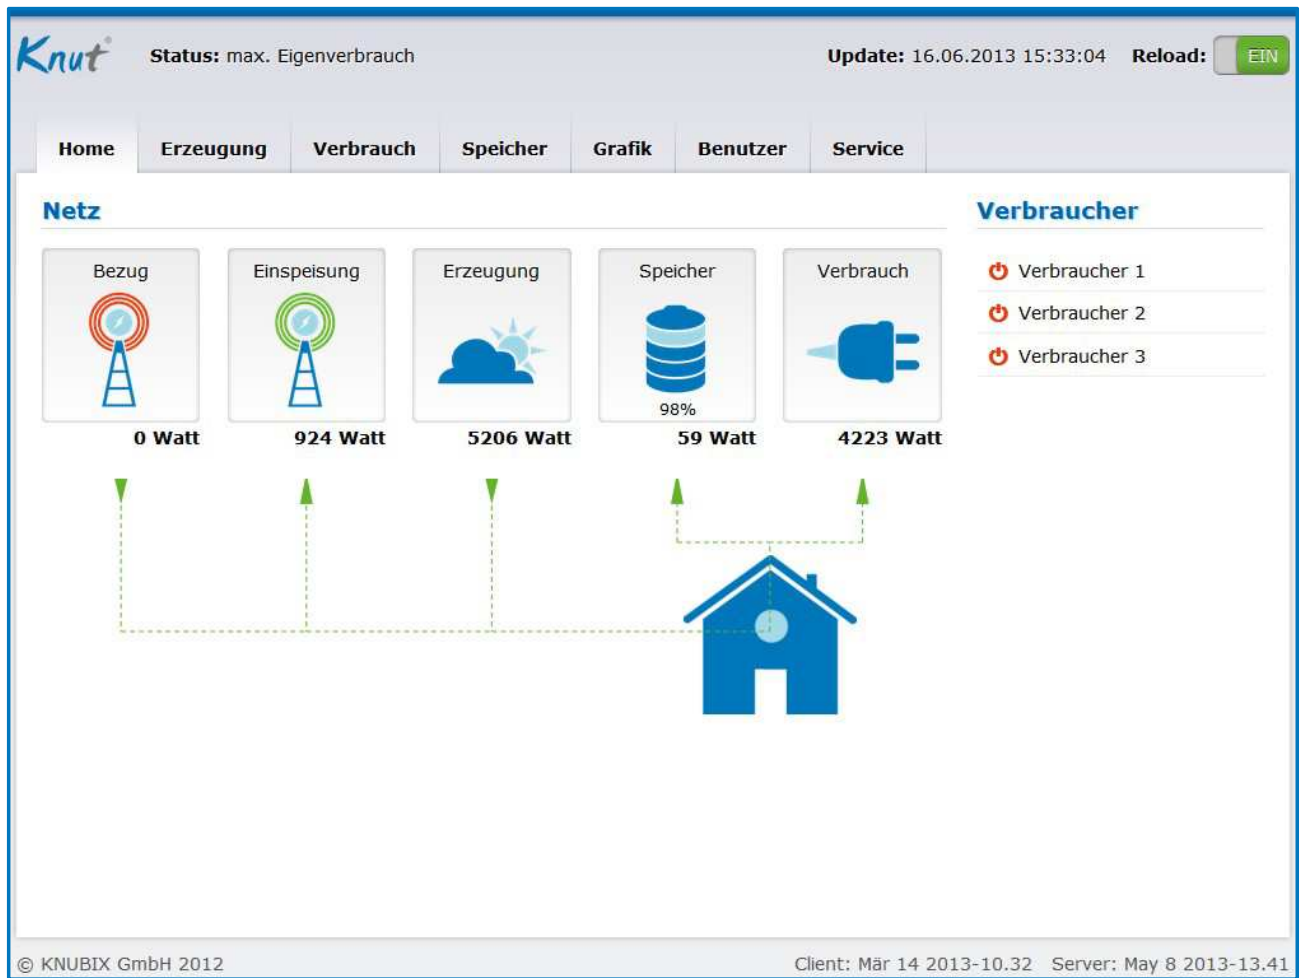 Knut®
Status: max. Eigenverbrauch
Update: 16.06.2013 15:33:04 Reload: EIN
Home Erzeugung Verbrauch Speicher Grafik Benutzer Service
Netz
Bezug Einspeisung Erzeugung Speicher Verbrauch
98%
0 Watt 924 Watt 5206 Watt 59 Watt 4223 Watt
Verbraucher
Verbraucher 1
Verbraucher 2
Verbraucher 3
© KNUBIX GmbH 2012
Client: Mär 14 2013-10.32 Server: May 8 2013-13.41